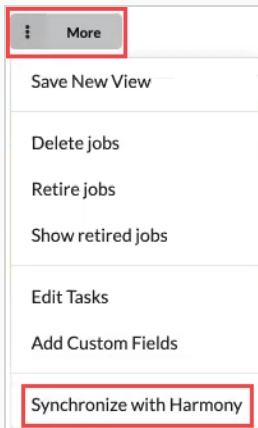 More
Save New View
Delete jobs
Retire jobs
Show retired jobs
Edit Tasks
Add Custom Fields
Synchronize with Harmony